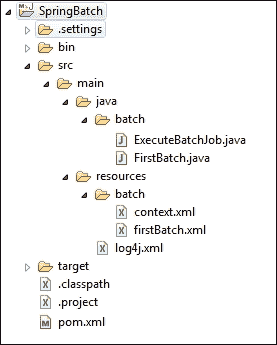 SpringBatch
.settings
bin
src
main
java
batch
ExecuteBatchJob.java
FirstBatch.java
resources
batch
context.xml
firstBatch.xml
log4j.xml
target
.classpath
.project
pom.xml